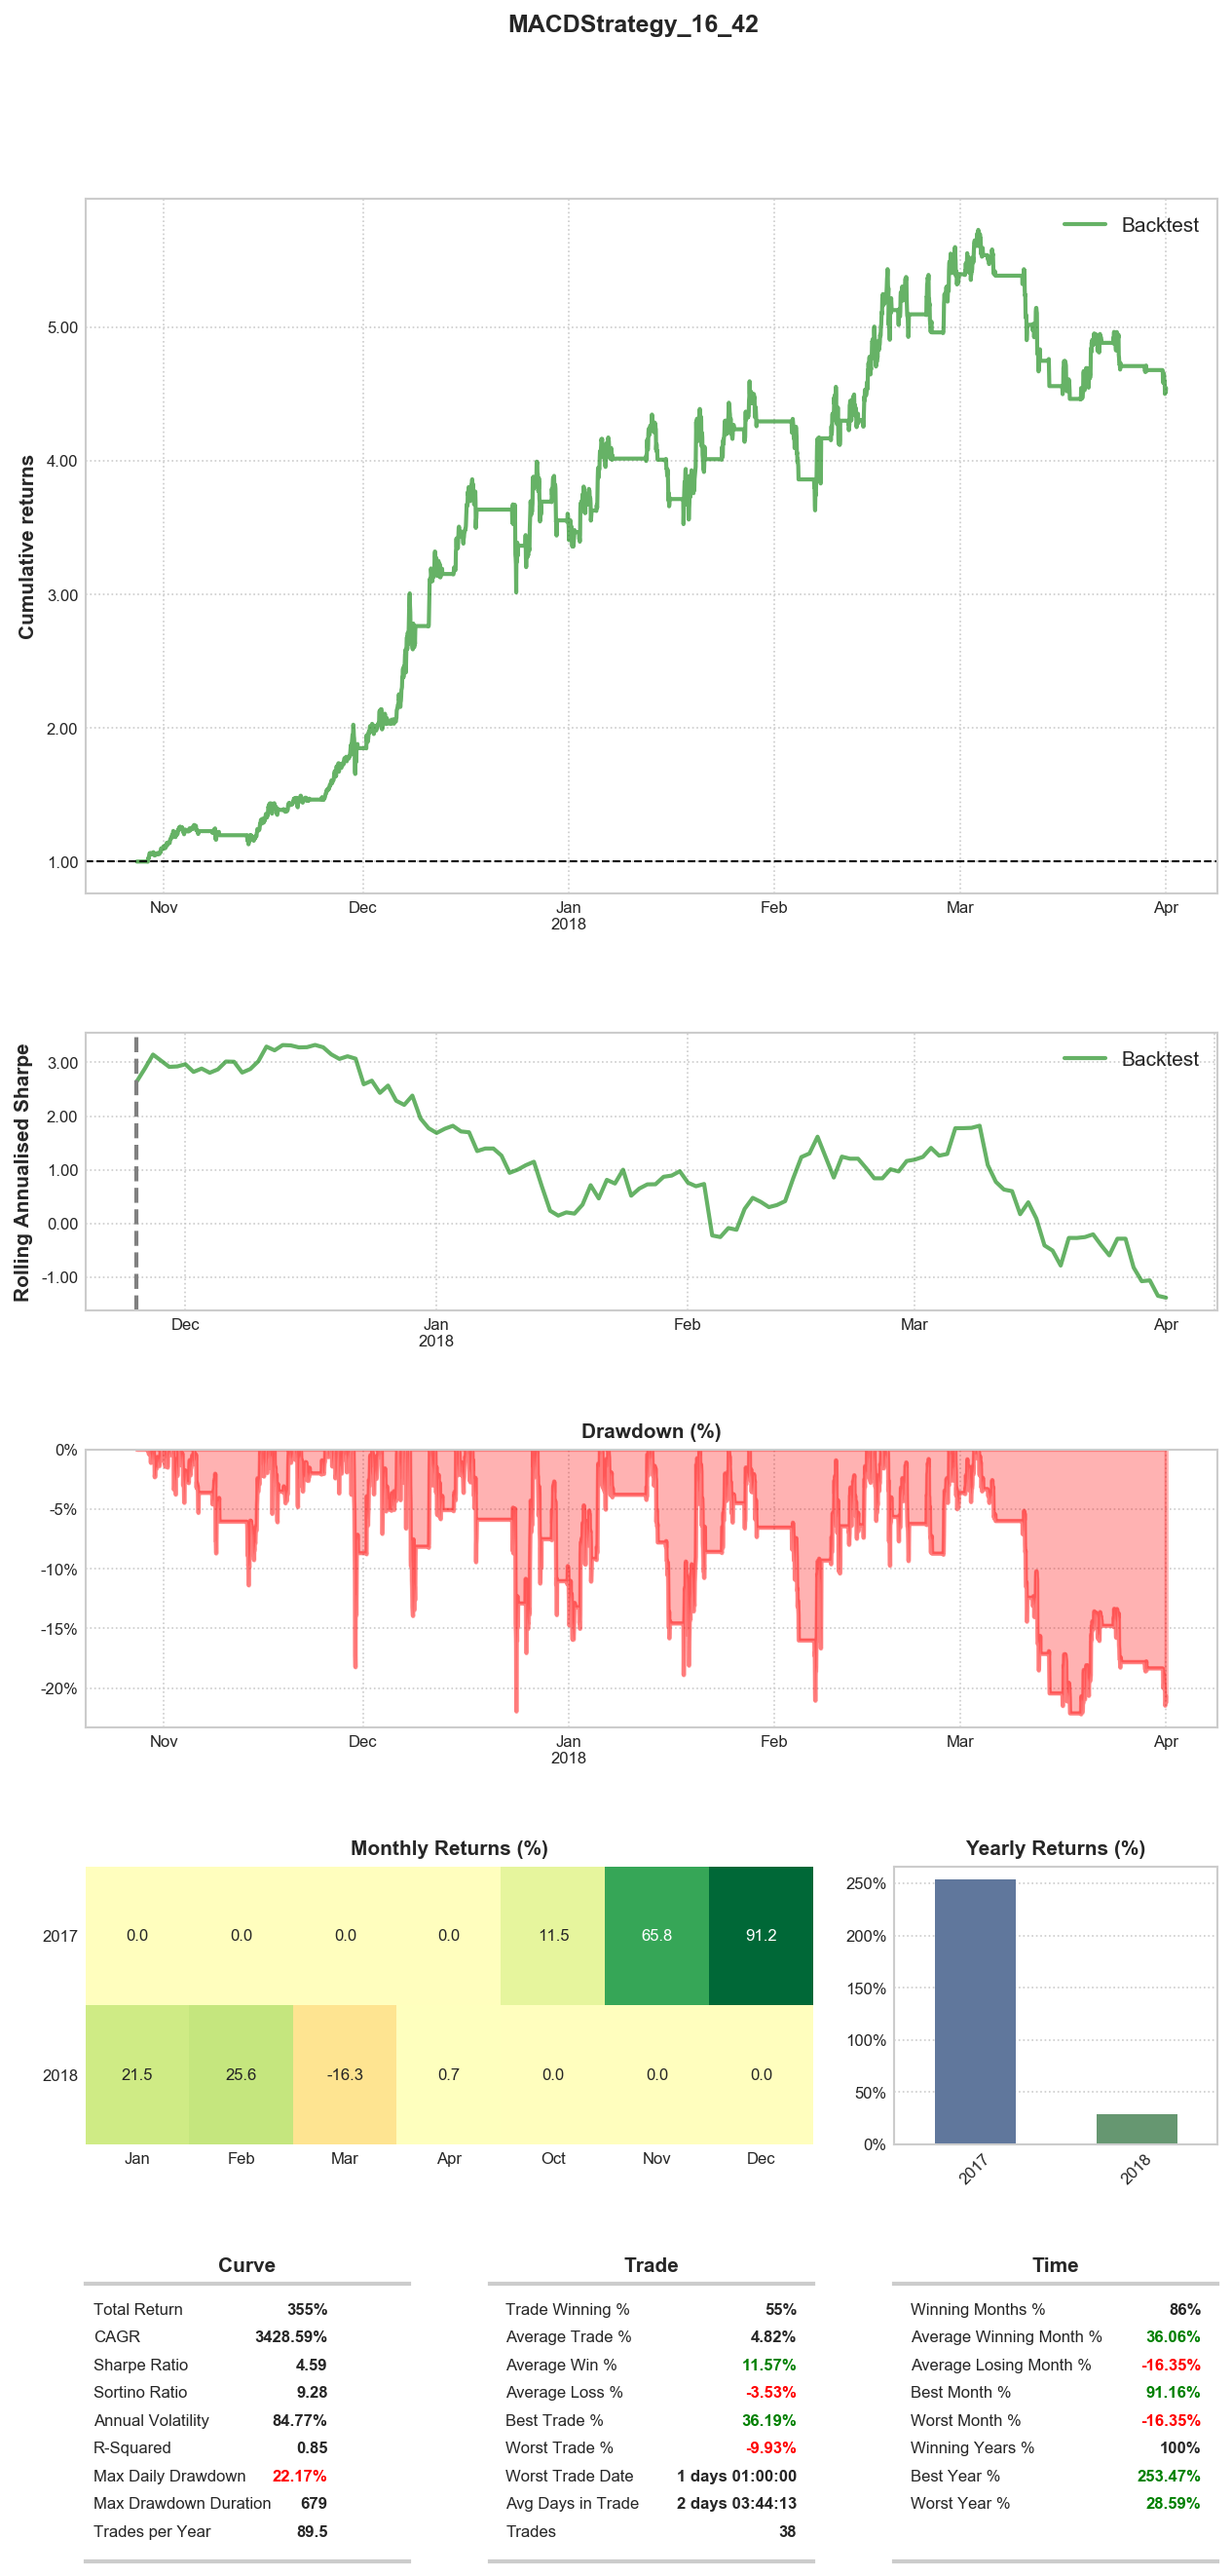 MACDStrategy_16_42
Backtest
Cumulative returns
5.00
4.00
3.00
2.00
1.00
Nov Dec Jan Feb Mar Apr
2018
Backtest
Rolling Annualised Sharpe
3.00
2.00
1.00
0.00
-1.00
Dec Jan Feb Mar Apr
2018
Drawdown (%)
0%
-5%
-10%
-15%
-20%
Nov Dec Jan Feb Mar Apr
2018
Monthly Returns (%)
2017 0.0 0.0 0.0 0.0 11.5 65.8 91.2
2018 21.5 25.6 -16.3 0.7 0.0 0.0 0.0
Jan Feb Mar Apr Oct Nov Dec
Yearly Returns (%)
250%
200%
150%
100%
50%
0%
2017 2018
Curve
Total Return 355%
CAGR 3428.59%
Sharpe Ratio 4.59
Sortino Ratio 9.28
Annual Volatility 84.77%
R-Squared 0.85
Max Daily Drawdown 22.17%
Max Drawdown Duration 679
Trades per Year 89.5
Trade
Trade Winning % 55%
Average Trade % 4.82%
Average Win % 11.57%
Average Loss % -3.53%
Best Trade % 36.19%
Worst Trade % -9.93%
Worst Trade Date 1 days 01:00:00
Avg Days in Trade 2 days 03:44:13
Trades 38
Time
Winning Months % 86%
Average Winning Month % 36.06%
Average Losing Month % -16.35%
Best Month % 91.16%
Worst Month % -16.35%
Winning Years % 100%
Best Year % 253.47%
Worst Year % 28.59%